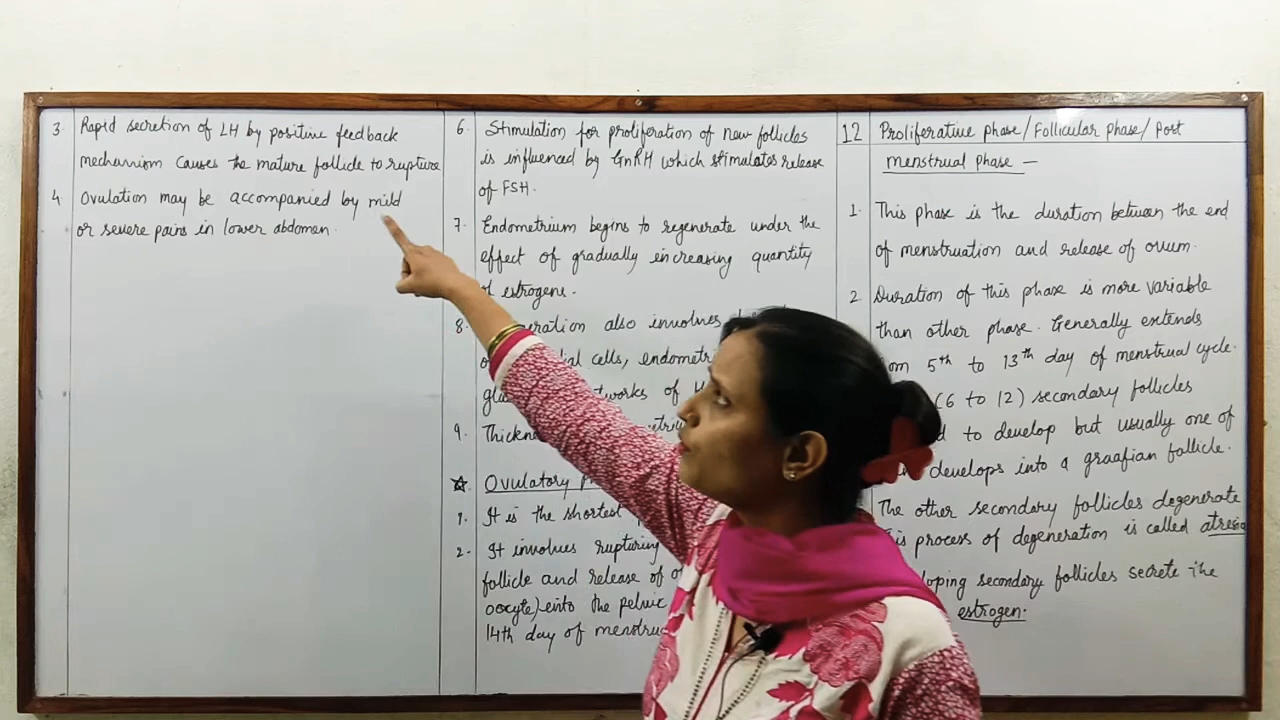 3. Rapid secretion of LH by positive feedback
mechanism causes the mature follicle to rupture
4. Ovulation may be accompanied by mild
or severe pains in lower abdomen.
6. Stimulation for proliferation of new follicles
is influenced by GnRH which stimulates release
of FSH.
7. Endometrium begins to regenerate under the
effect of gradually increasing quantity
estrogene.
8. also involves
cells,
of
9.
☆ Ovulatory
1. It is the shortest
2. It involves rupturing
follicle and release of
oocyte) into the pelvic
14th day of
12 Proliferative phase/Follicular phase/Post
menstrual phase –
1. This phase is the duration between the end
of menstruation and release of ovum.
2. Duration of this phase is more variable
than other phase. Generally extends
5th to 13th day of menstrual cycle.
(6 to 12) secondary follicles
to develop but usually one of
develops into a graafian follicle.
The other secondary follicles degenerate
process of degeneration is called atresia
secondary follicles secrete the
estrogen.